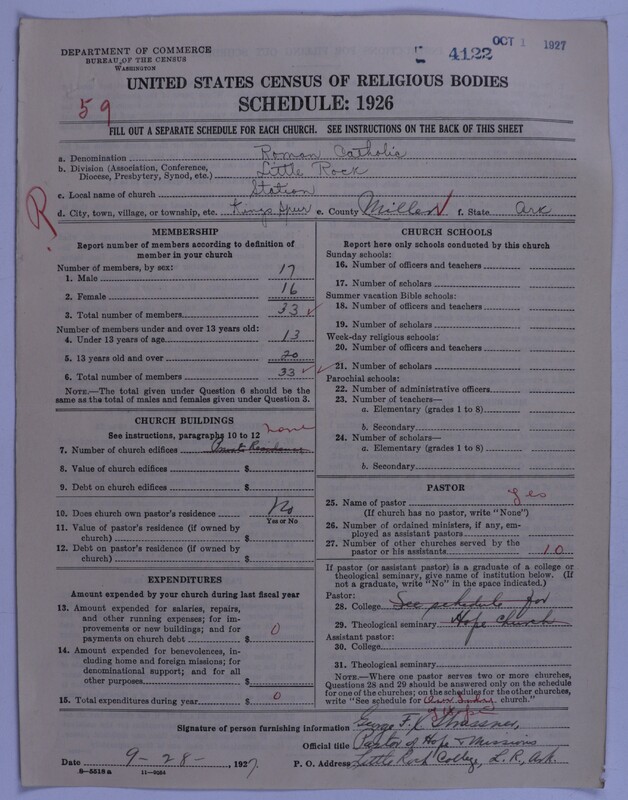 DEPARTMENT OF COMMERCE
BUREAU OF THE CENSUS
WASHINGTON
4122 OCT 1 1927
UNITED STATES CENSUS OF RELIGIOUS BODIES
SCHEDULE: 1926
59
FILL OUT A SEPARATE SCHEDULE FOR EACH CHURCH. SEE INSTRUCTIONS ON THE BACK OF THIS SHEET
a. Denomination Roman Catholic
b. Division (Association, Conference, Diocese, Presbytery, Synod, etc.) Little Rock
c. Local name of church Station
d. City, town, village, or township, etc. Kings Spur e. County Miller f. State Ark
R
MEMBERSHIP
Report number of members according to definition of
member in your church
Number of members, by sex:
1. Male 17
2. Female 16
3. Total number of members 33
Number of members under and over 13 years old:
4. Under 13 years of age 13
5. 13 years old and over 20
6. Total number of members 33
NOTE.—The total given under Question 6 should be the
same as the total of males and females given under Question 3.
CHURCH BUILDINGS
See instructions, paragraphs 10 to 12
none
7. Number of church edifices Private Residence
8. Value of church edifices $
9. Debt on church edifices $
10. Does church own pastor's residence No
Yes or No
11. Value of pastor's residence (if owned by
church) $
12. Debt on pastor's residence (if owned by
church) $
EXPENDITURES
Amount expended by your church during last fiscal year
13. Amount expended for salaries, repairs,
and other running expenses; for im-
provements or new buildings; and for
payments on church debt $ 0
14. Amount expended for benevolences, in-
cluding home and foreign missions; for
denominational support; and for all
other purposes $
15. Total expenditures during year $ 0
CHURCH SCHOOLS
Report here only schools conducted by this church
Sunday schools:
16. Number of officers and teachers
17. Number of scholars
Summer vacation Bible schools:
18. Number of officers and teachers
19. Number of scholars
Week-day religious schools:
20. Number of officers and teachers
21. Number of scholars
Parochial schools:
22. Number of administrative officers
23. Number of teachers—
a. Elementary (grades 1 to 8)
b. Secondary
24. Number of scholars—
a. Elementary (grades 1 to 8)
b. Secondary
PASTOR
25. Name of pastor yes
(If church has no pastor, write "None")
26. Number of ordained ministers, if any, em-
ployed as assistant pastors
27. Number of other churches served by the
pastor or his assistants 10
If pastor (or assistant pastor) is a graduate of a college or
theological seminary, give name of institution below. (If
not a graduate, write "No" in the space indicated.)
Pastor:
28. College See schedule for
29. Theological seminary Hope Church
Assistant pastor:
30. College
31. Theological seminary
NOTE.—Where one pastor serves two or more churches,
Questions 28 and 29 should be answered only on the schedule
for one of the churches; on the schedules for the other churches,
write "See schedule for Our Lady church."
Hope
Signature of person furnishing information George F. X. Strassner,
Official title Pastor of Hope & Missions
Date 9-28-, 1927. P. O. Address Little Rock College, L. R., Ark.
8—5518 a 11—9084